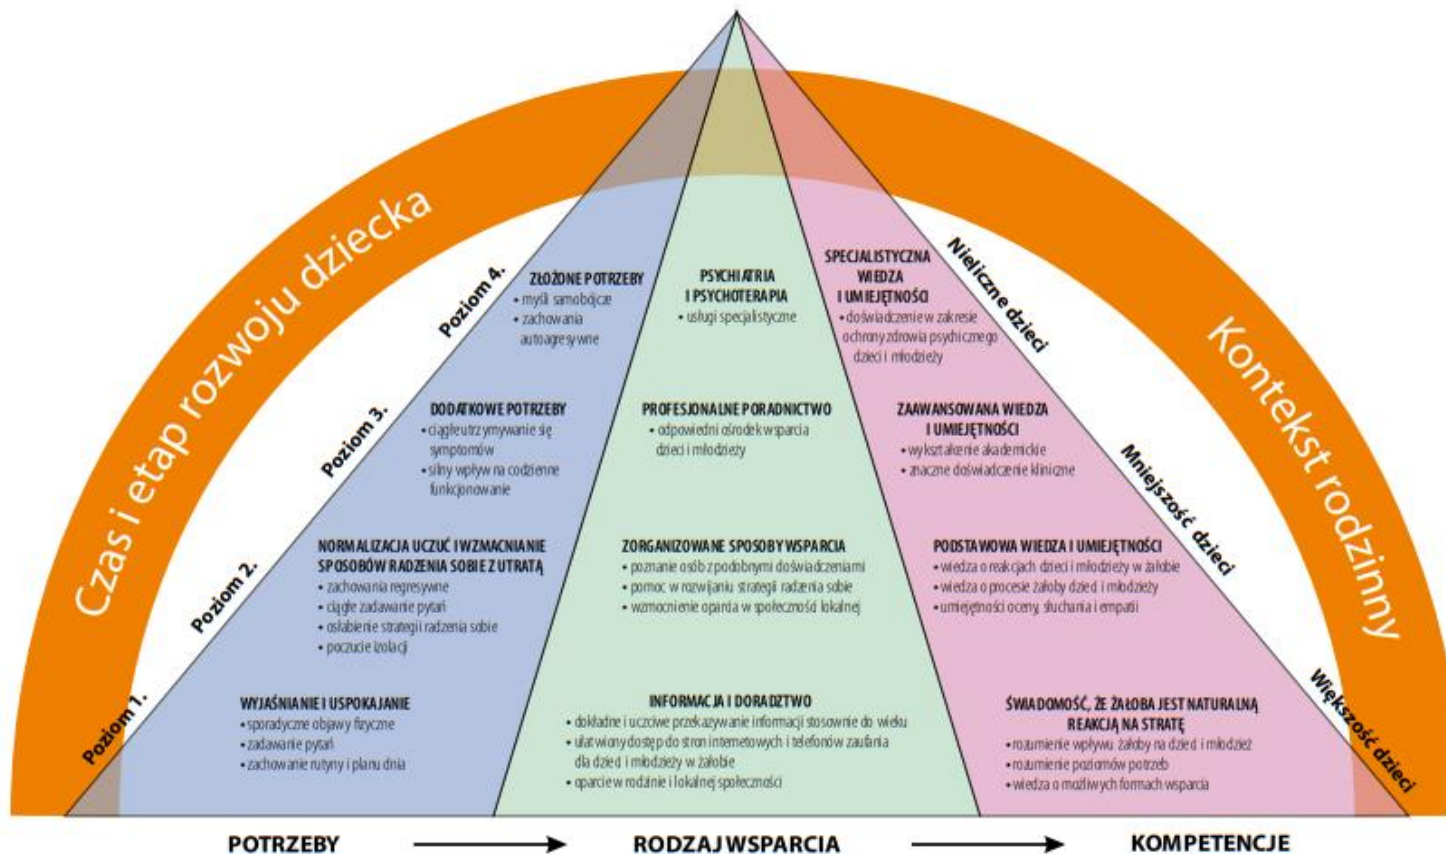 Czas i etap rozwoju dziecka
Kontekst rodzinny
Poziom 4.
ZŁOŻONE POTRZEBY
• myśli samobójcze
• zachowania
autoagresywne
PSYCHIATRIA
I PSYCHOTERAPIA
• usługi specjalistyczne
SPECJALISTYCZNA
WIEDZA
I UMIEJĘTNOŚCI
• doświadczenie w zakresie
ochrony zdrowia psychicznego
dzieci i młodzieży
Nieliczne dzieci
Poziom 3.
DODATKOWE POTRZEBY
• ciągłe utrzymywanie się
symptomów
• silny wpływ na codzienne
funkcjonowanie
PROFESJONALNE PORADNICTWO
• odpowiedni ośrodek wsparcia
dzieci i młodzieży
ZAAWANSOWANA WIEDZA
I UMIEJĘTNOŚCI
• wykształcenie akademickie
• znaczne doświadczenie kliniczne
Mniejszość dzieci
Poziom 2.
NORMALIZACJA UCZUĆ I WZMACNIANIE
SPOSOBÓW RADZENIA SOBIE Z UTRATĄ
• zachowania regresywne
• ciągłe zadawanie pytań
• osłabienie strategii radzenia sobie
• poczucie izolacji
ZORGANIZOWANE SPOSOBY WSPARCIA
• poznanie osób z podobnymi doświadczeniami
• pomoc w rozwijaniu strategii radzenia sobie
• wzmocnienie oparcia w społeczności lokalnej
PODSTAWOWA WIEDZA I UMIEJĘTNOŚCI
• wiedza o reakcjach dzieci i młodzieży w żałobie
• wiedza o procesie żałoby dzieci i młodzieży
• umiejętności oceny, słuchania i empatii
Większość dzieci
Poziom 1.
WYJAŚNIANIE I USPOKAJANIE
• sporadyczne objawy fizyczne
• zadawanie pytań
• zachowanie rutyny i planu dnia
INFORMACJA I DORADZTWO
• dokładne i uczciwe przekazywanie informacji stosownie do wieku
• ułatwiony dostęp do stron internetowych i telefonów zaufania
dla dzieci i młodzieży w żałobie
• oparcie w rodzinie i lokalnej społeczności
ŚWIADOMOŚĆ, ŻE ŻAŁOBA JEST NATURALNĄ
REAKCJĄ NA STRATĘ
• rozumienie wpływu żałoby na dzieci i młodzież
• rozumienie poziomów potrzeb
• wiedza o możliwych formach wsparcia
POTRZEBY
RODZAJ WSPARCIA
KOMPETENCJE